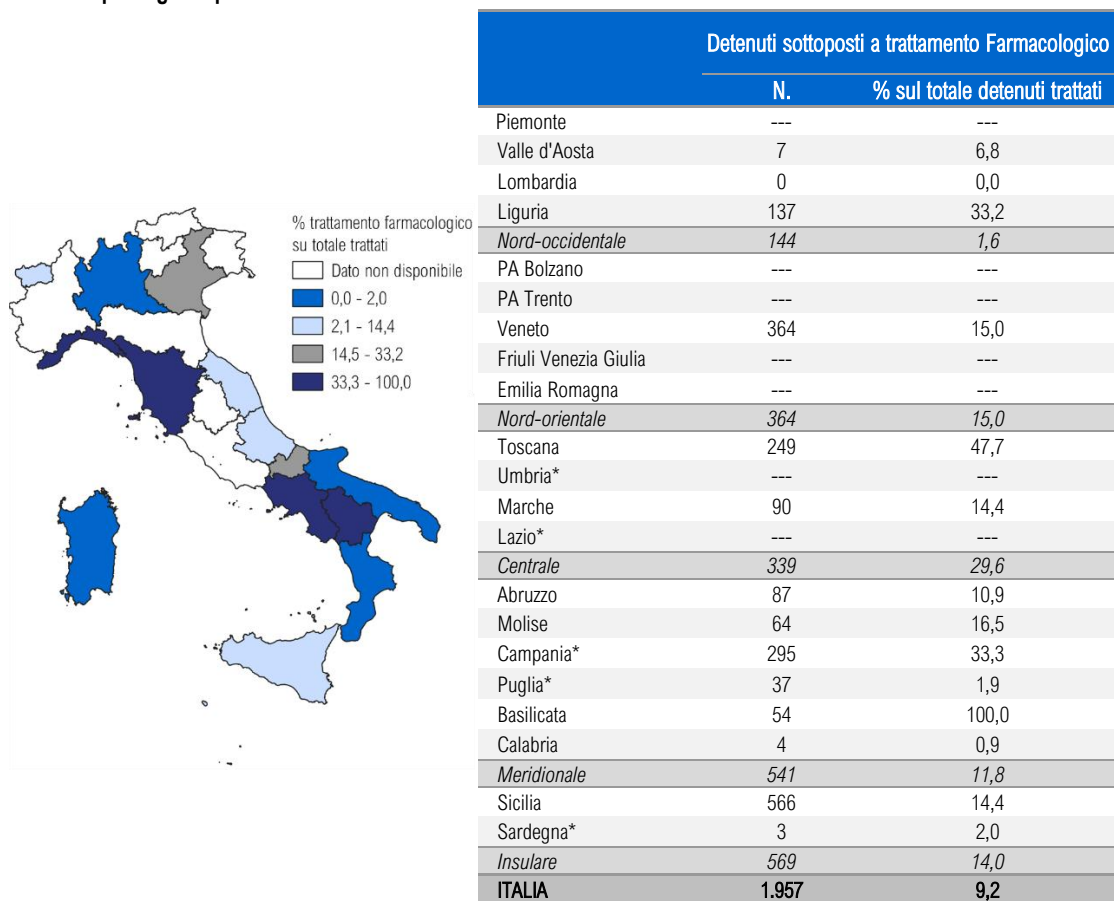 % trattamento farmacologico
su totale trattati
Dato non disponibile
0,0 - 2,0
2,1 - 14,4
14,5 - 33,2
33,3 - 100,0
Detenuti sottoposti a trattamento Farmacologico
N. % sul totale detenuti trattati
Piemonte --- ---
Valle d'Aosta 7 6,8
Lombardia 0 0,0
Liguria 137 33,2
Nord-occidentale 144 1,6
PA Bolzano --- ---
PA Trento --- ---
Veneto 364 15,0
Friuli Venezia Giulia --- ---
Emilia Romagna --- ---
Nord-orientale 364 15,0
Toscana 249 47,7
Umbria* --- ---
Marche 90 14,4
Lazio* --- ---
Centrale 339 29,6
Abruzzo 87 10,9
Molise 64 16,5
Campania* 295 33,3
Puglia* 37 1,9
Basilicata 54 100,0
Calabria 4 0,9
Meridionale 541 11,8
Sicilia 566 14,4
Sardegna* 3 2,0
Insulare 569 14,0
ITALIA 1.957 9,2